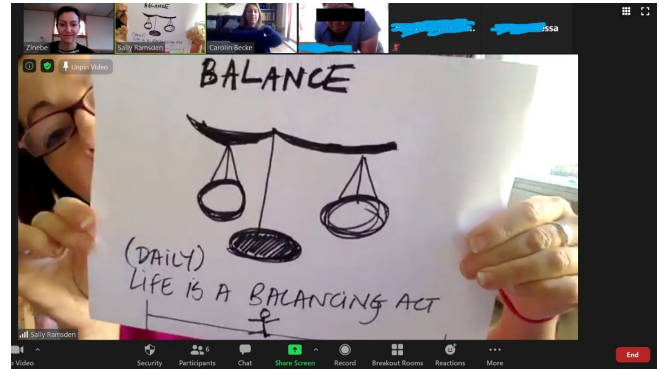 ssa
Zinebe
Sally Ramsden
Carolin Becke
Unpin Video
BALANCE
(DAILY)
LIFE IS A BALANCING ACT
Sally Ramsden
Video
Security
Participants
6
Chat
Share Screen
Record
Breakout Rooms
Reactions
More
End